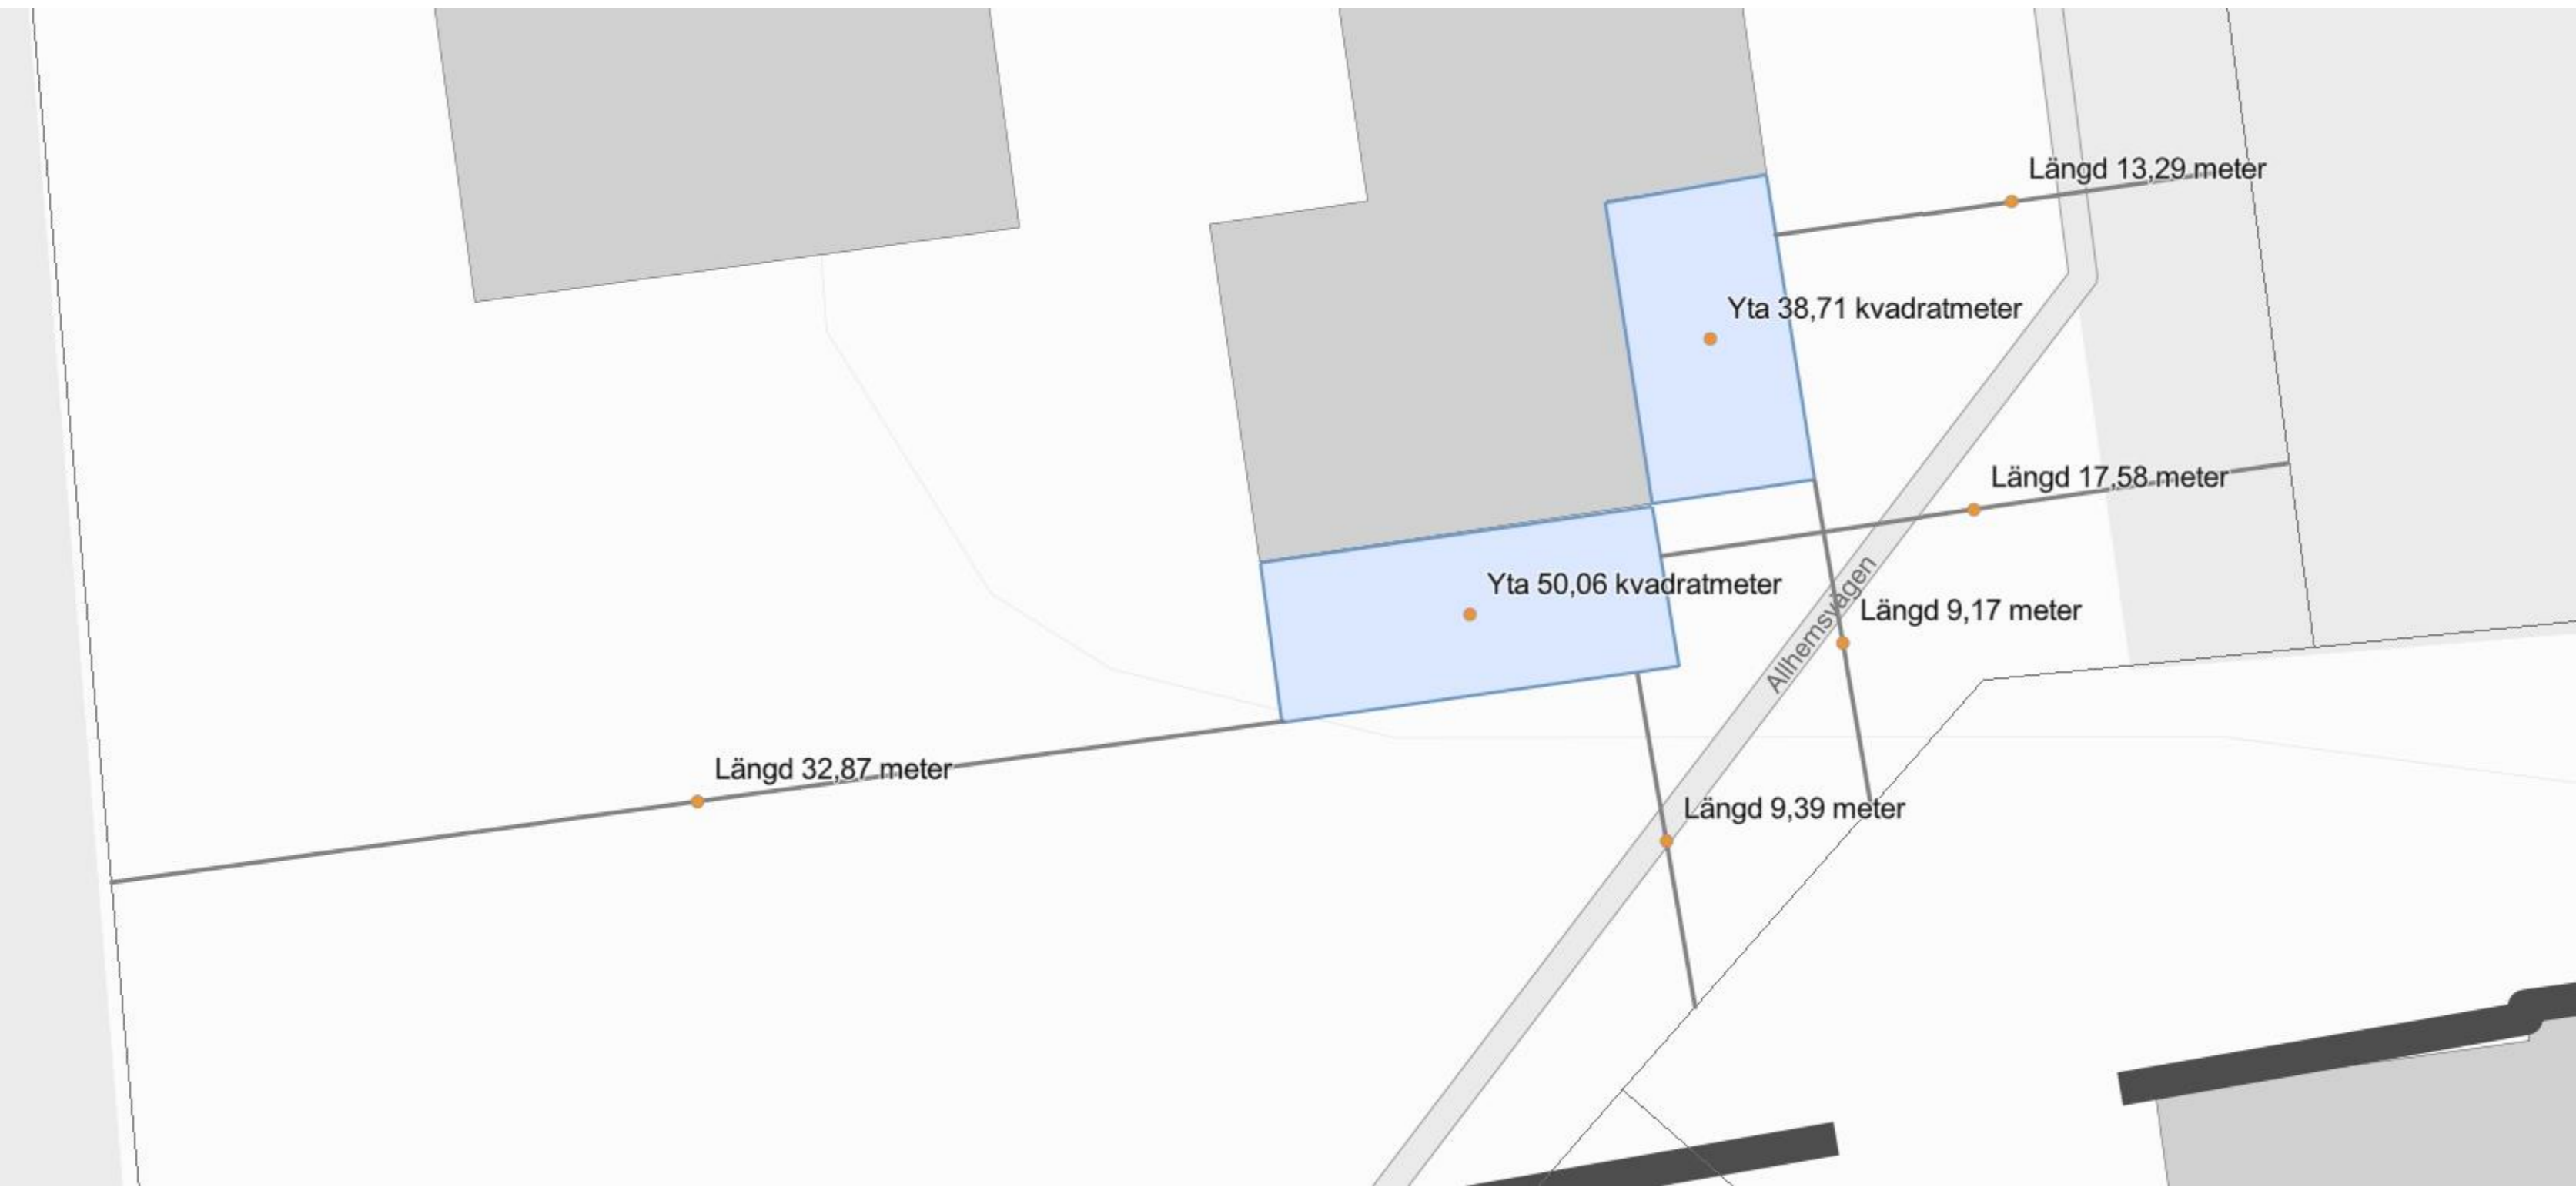 Längd 13,29 meter
Yta 38,71 kvadratmeter
Längd 17,58 meter
Yta 50,06 kvadratmeter
Längd 9,17 meter
Allhemsvägen
Längd 32,87 meter
Längd 9,39 meter